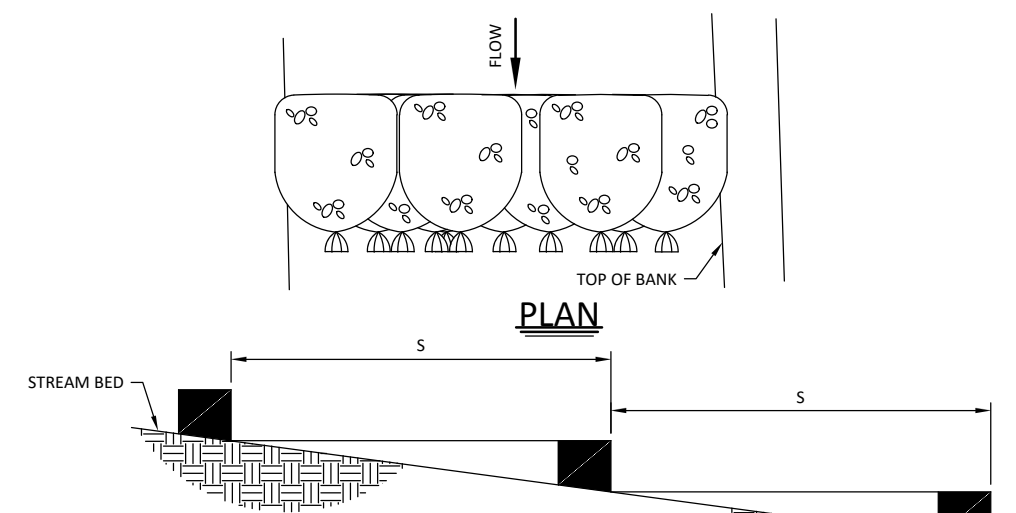 FLOW
TOP OF BANK
PLAN
S
STREAM BED
S